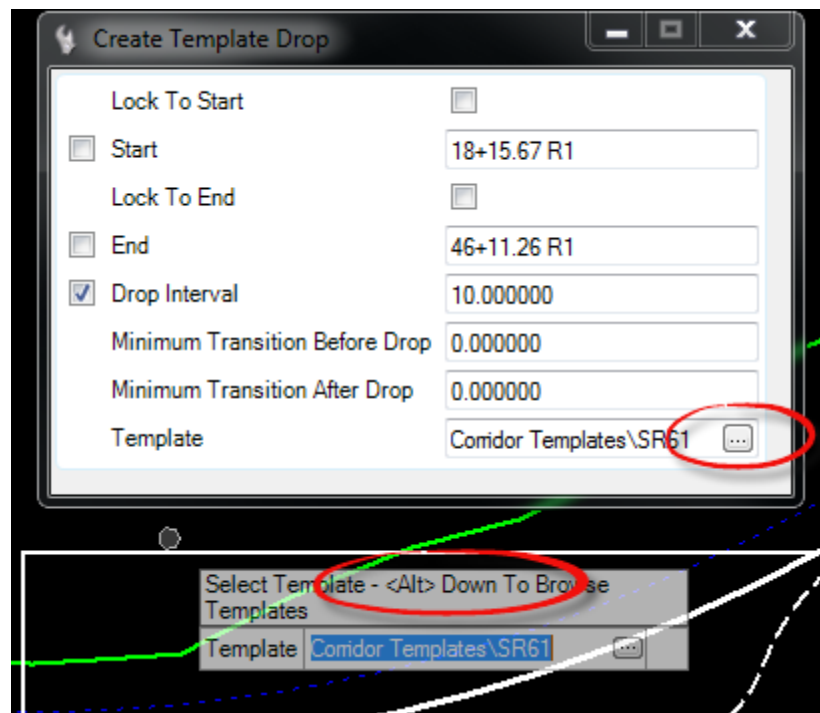 Create Template Drop
Lock To Start
Start 18+15.67 R1
Lock To End
End 46+11.26 R1
Drop Interval 10.000000
Minimum Transition Before Drop 0.000000
Minimum Transition After Drop 0.000000
Template Corridor Templates\SR61 ...
Select Template - <Alt> Down To Browse
Templates
Template Corridor Templates\SR61 ...